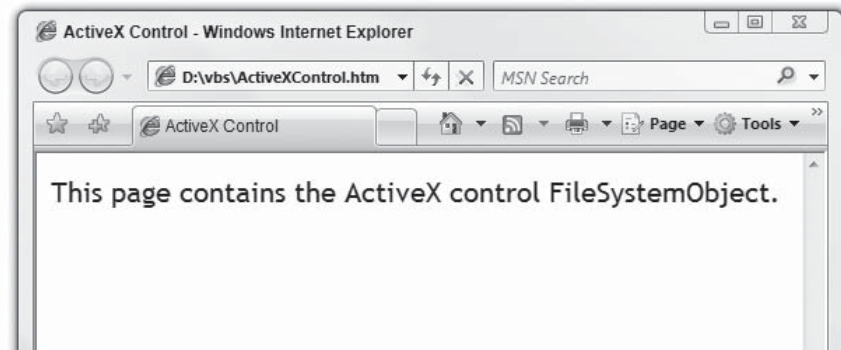 ActiveX Control - Windows Internet Explorer
D:\vbs\ActiveXControl.htm MSN Search
ActiveX Control Page Tools
This page contains the ActiveX control FileSystemObject.